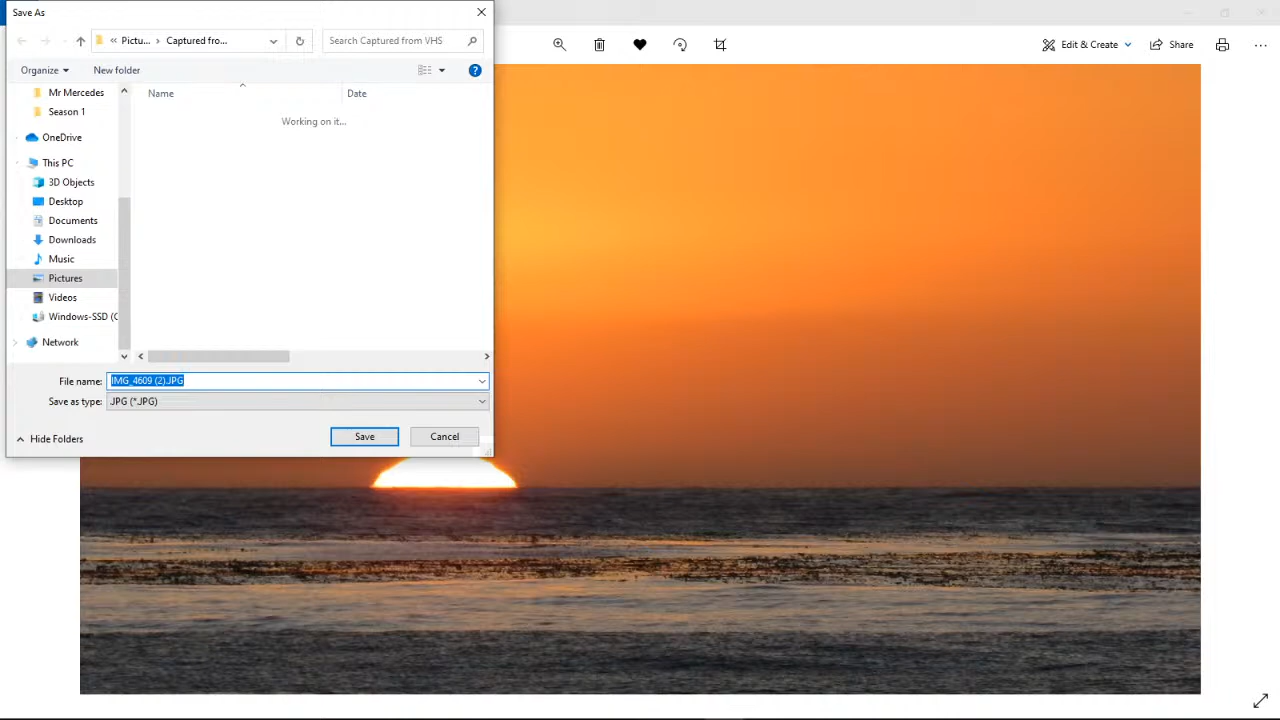 Save As
« Pictu... › Captured fro...
Search Captured from VHS
Edit & Create
Share
Organize
New folder
Name
Date
Working on it...
Mr Mercedes
Season 1
OneDrive
This PC
3D Objects
Desktop
Documents
Downloads
Music
Pictures
Videos
Windows-SSD (C
Network
File name:
IMG_4609 (2).JPG
Save as type:
.JPG (*.JPG)
Hide Folders
Save
Cancel